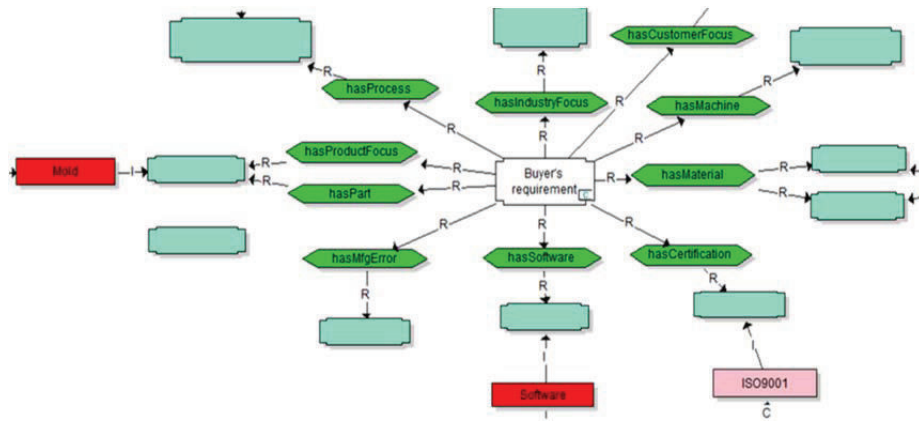 hasCustomerFocus
R
hasProcess
R
hasIndustryFocus
R
R
hasMachine
R
R
R
R
hasProductFocus
R
Mold
I
R
R
hasPart
R
Buyer's
requirement
C
R
hasMaterial
R
R
R
R
R
hasMfgError
hasSoftware
hasCertification
R
R
R
I
I
Software
ISO9001
I
C